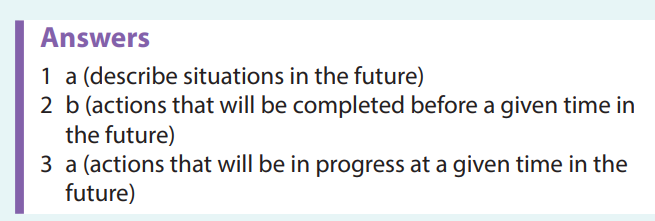 Answers
1 a (describe situations in the future)
2 b (actions that will be completed before a given time in
the future)
3 a (actions that will be in progress at a given time in the
future)